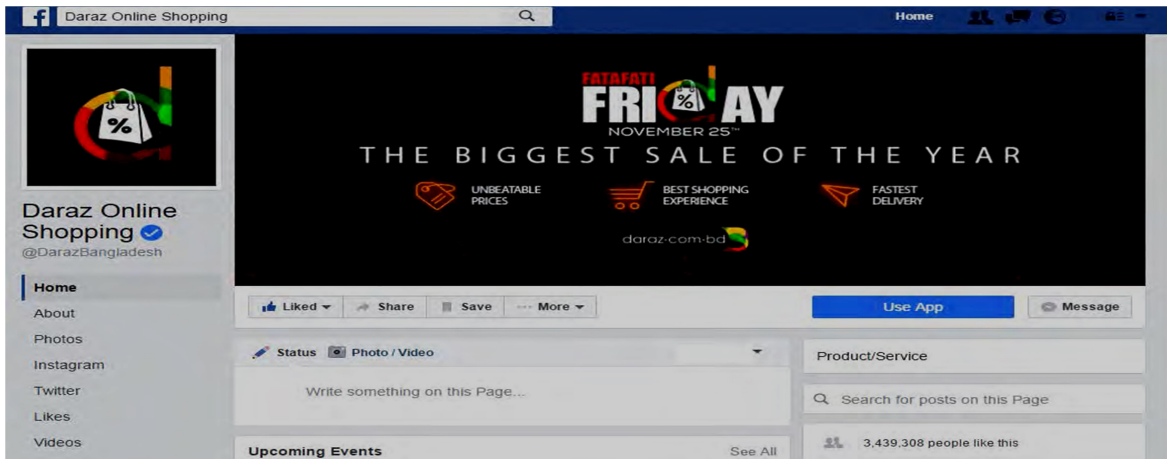 Daraz Online Shopping
Home
%
FATAFATI
FRI % AY
NOVEMBER 25™
THE BIGGEST SALE OF THE YEAR
UNBEATABLE
PRICES
BEST SHOPPING
EXPERIENCE
FASTEST
DELIVERY
daraz.com.bd
Daraz Online
Shopping
@DarazBangladesh
Home
About
Photos
Instagram
Twitter
Likes
Videos
Liked
Share
Save
More
Use App
Message
Status
Photo / Video
Write something on this Page...
Upcoming Events
See All
Product/Service
Search for posts on this Page
3,439,308 people like this